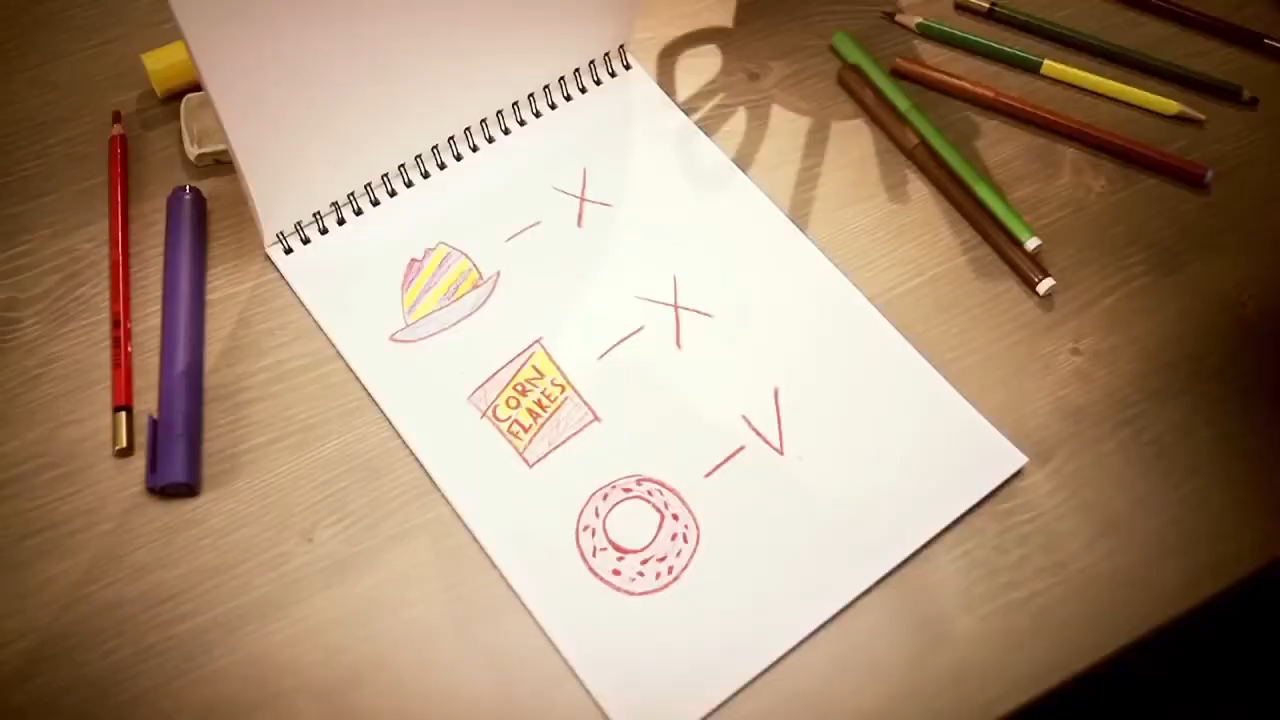 - X
CORN
FLAKES
- X
- V